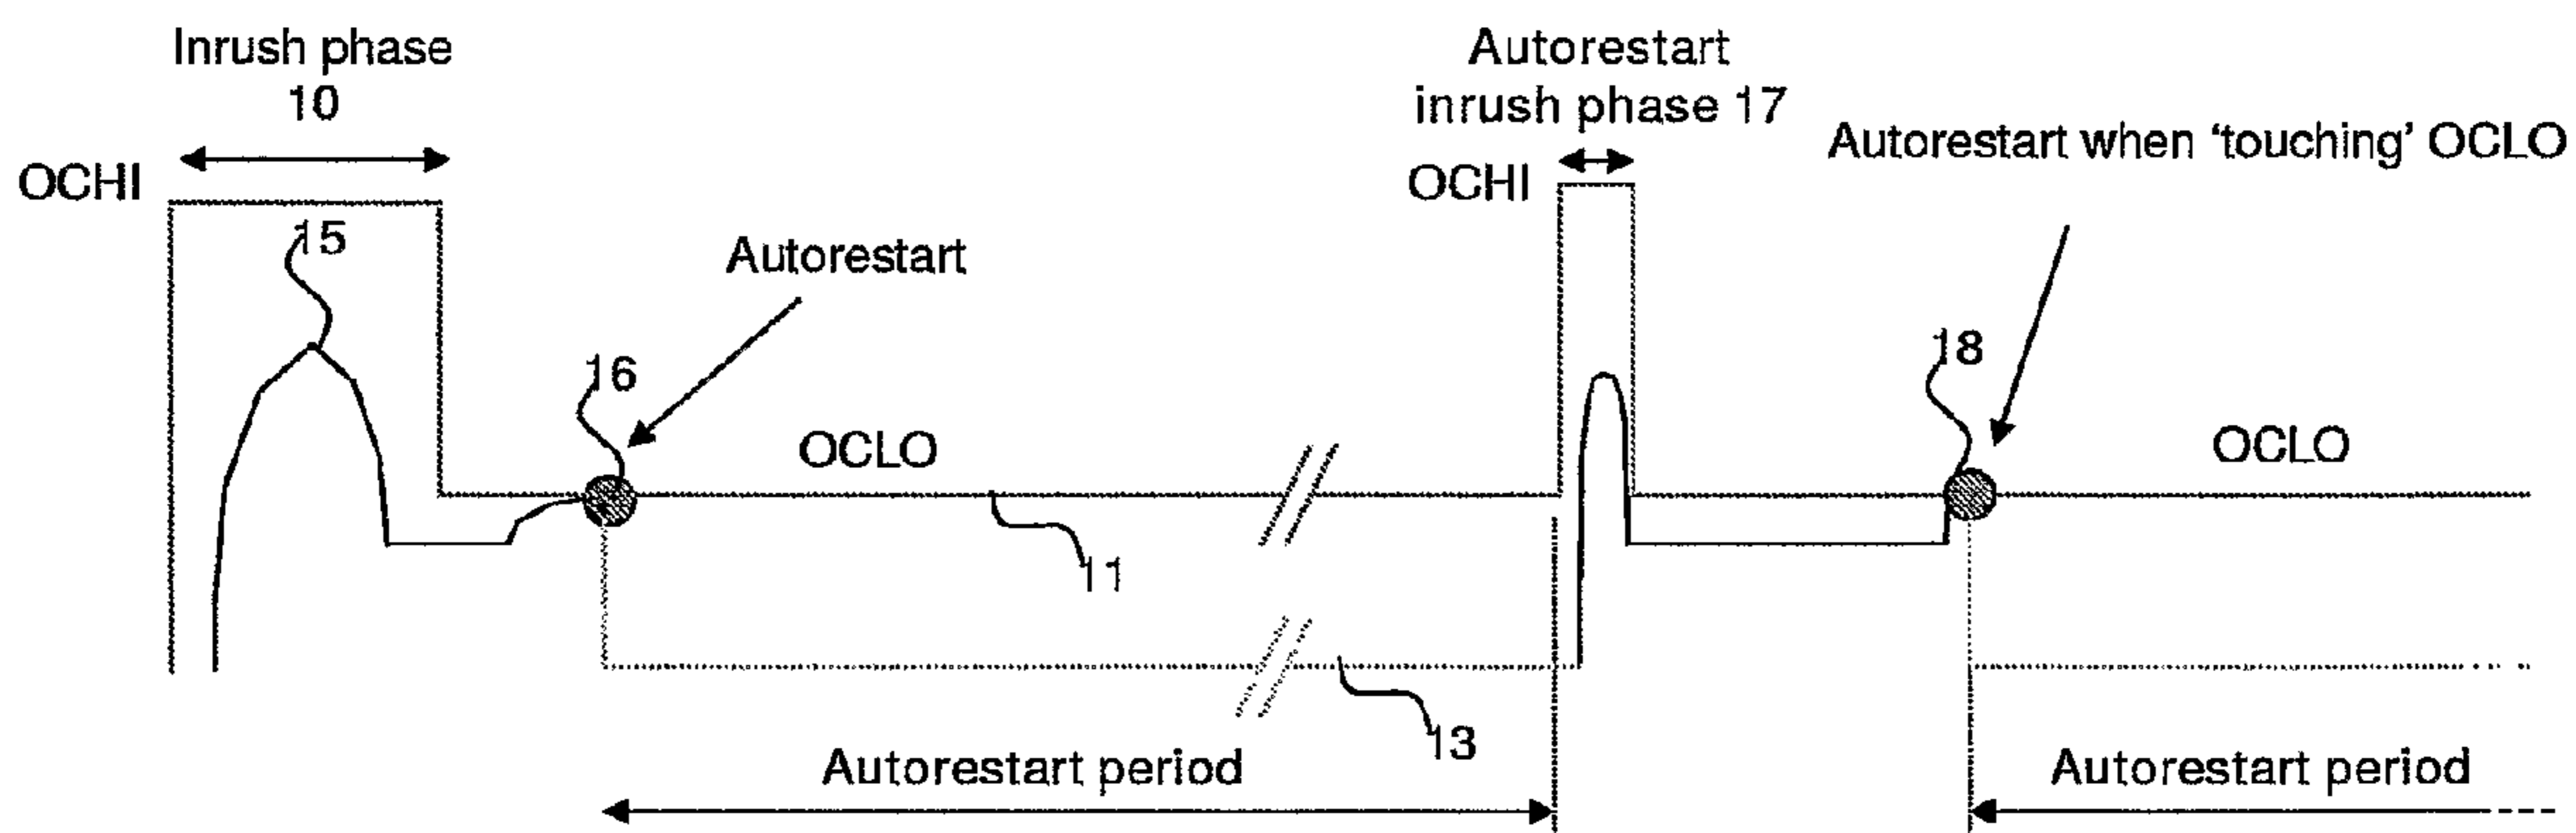 Inrush phase
10
OCHI
15
Autorestart
16
OCLO
11
13
Autorestart period
Autorestart
inrush phase 17
OCHI
Autorestart when ‘touching’ OCLO
18
OCLO
Autorestart period